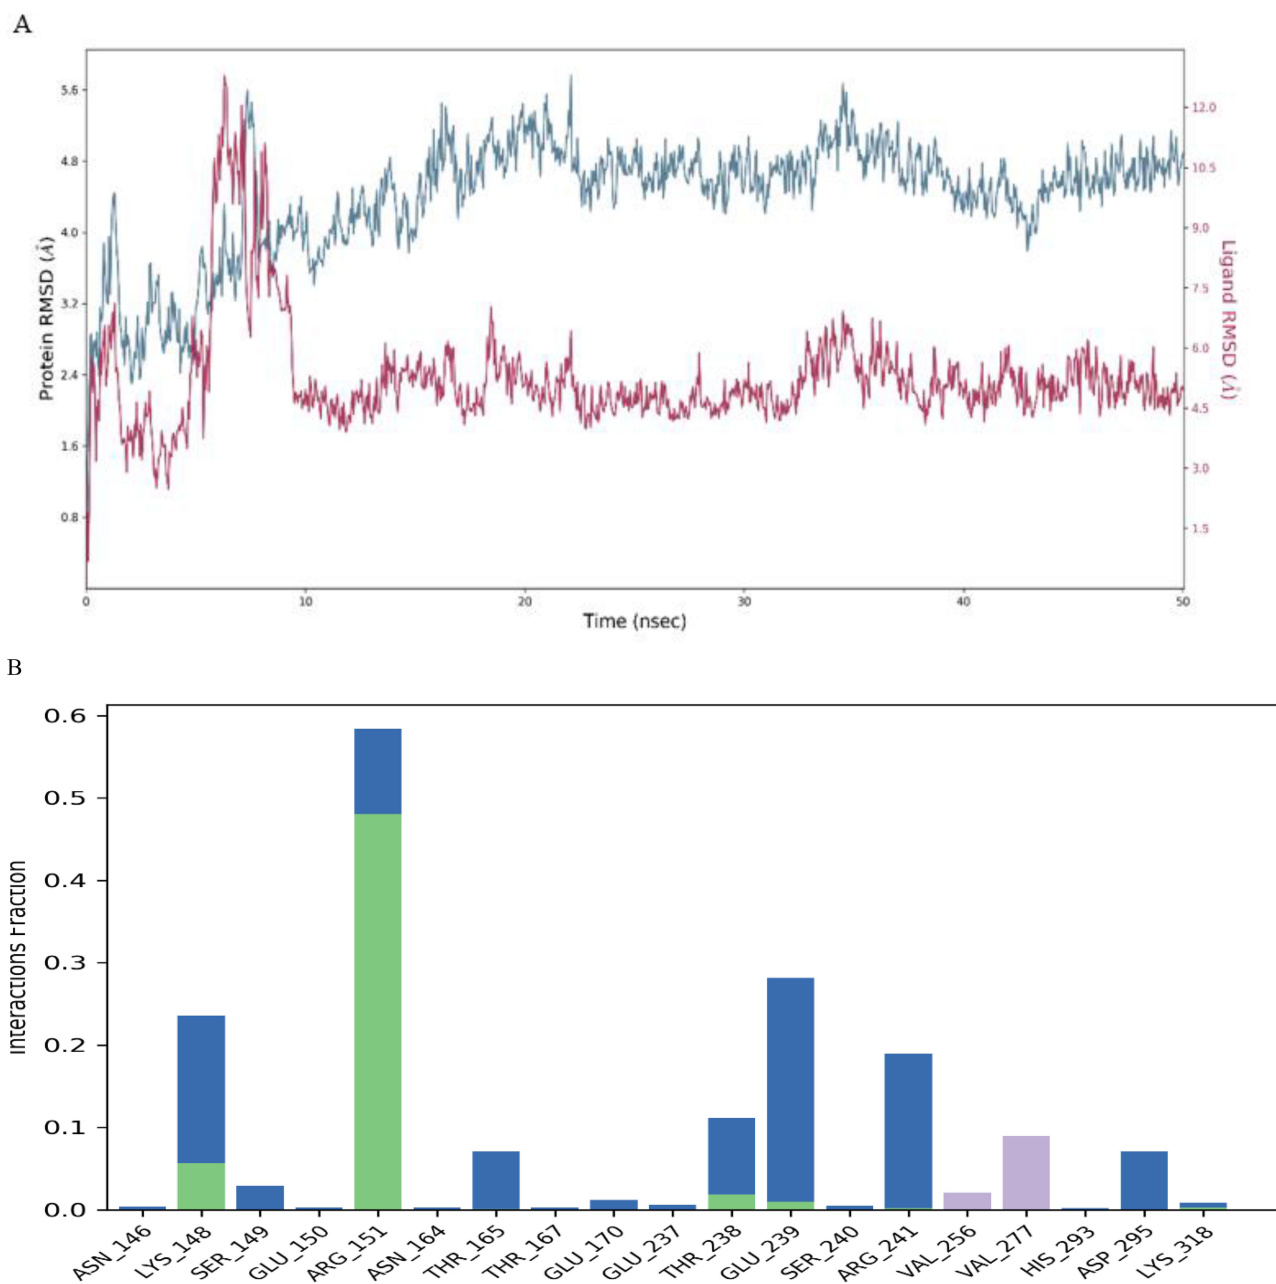 A
5.6
4.8
4.0
3.2
2.4
1.6
0.8
Protein RMSD (Å)
12.0
10.5
9.0
7.5
6.0
4.5
3.0
1.5
Ligand RMSD (Å)
0 10 20 30 40 50
Time (nsec)
B
0.6
0.5
0.4
0.3
0.2
0.1
0.0
Interactions Fraction
ASN_146
LYS_148
SER_149
GLU_150
ARG_151
ASN_164
THR_165
THR_167
GLU_170
GLU_237
THR_238
GLU_239
SER_240
ARG_241
VAL_256
VAL_277
HIS_293
ASP_295
LYS_318